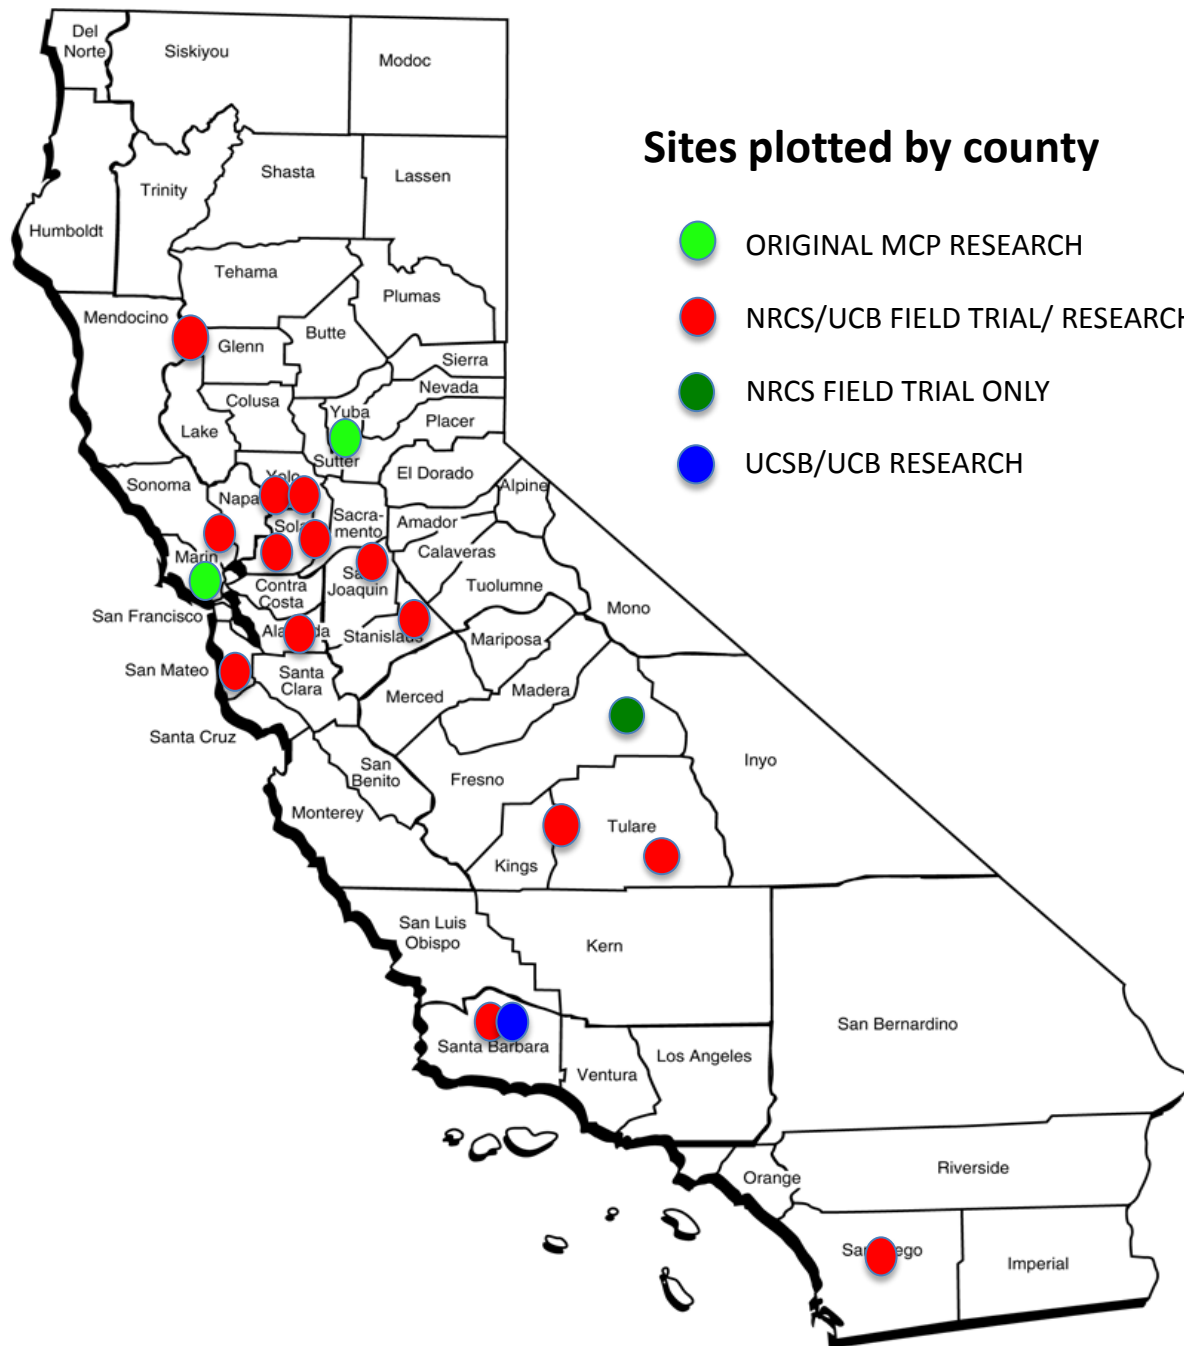 Del
Norte
Siskiyou
Modoc
Sites plotted by county
Shasta
Lassen
Trinity
Humboldt
ORIGINAL MCP RESEARCH
Tehama
Plumas
Mendocino
NRCS/UCB FIELD TRIAL/ RESEARCH
Butte
Glenn
Sierra
Nevada
NRCS FIELD TRIAL ONLY
Colusa
Yuba
Placer
Lake
Sutter
UCSB/UCB RESEARCH
El Dorado
Sonoma
Yolo
Alpine
Napa
Sacra-
mento
Sola
Amador
Marin
Calaveras
San
Joaquin
Contra
Costa
Tuolumne
San Francisco
Mono
Stanislaus
Mariposa
San Mateo
Santa
Clara
Merced
Madera
Santa Cruz
Inyo
San
Benito
Fresno
Monterey
Tulare
Kings
San Luis
Obispo
Kern
San Bernardino
Santa Barbara
Los Angeles
Ventura
Riverside
Orange
Imperial